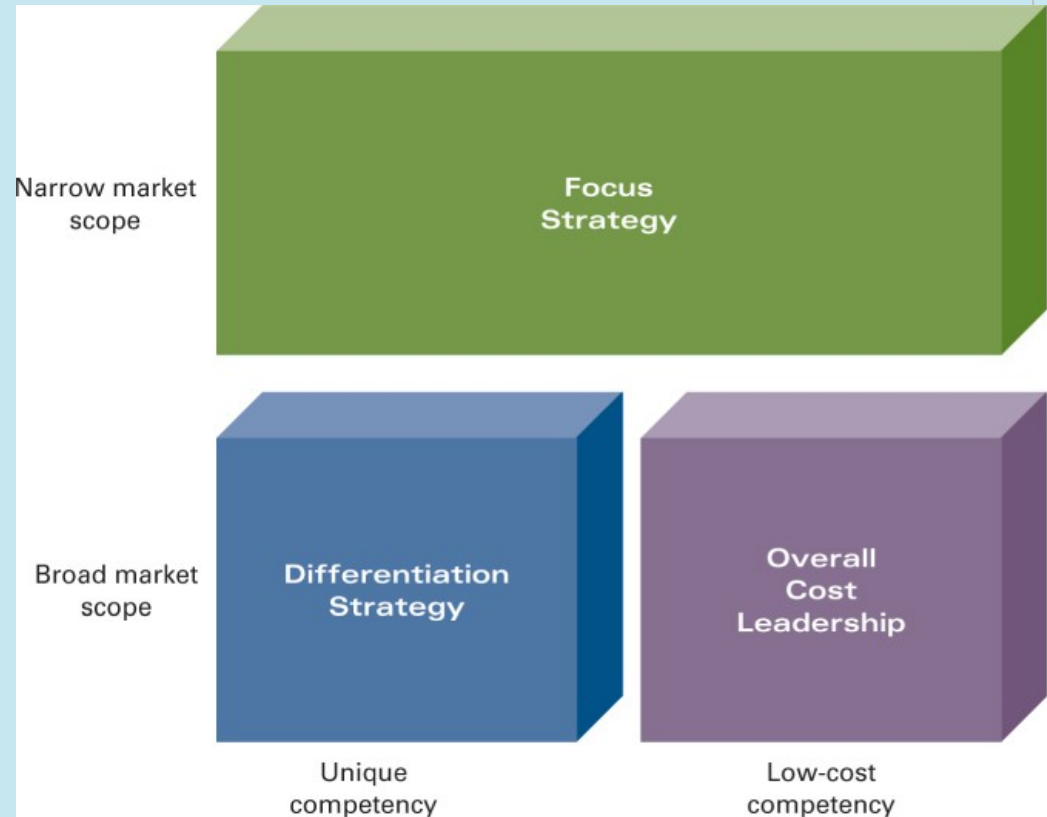 Narrow market
scope
Focus
Strategy
Broad market
scope
Differentiation
Strategy
Overall
Cost
Leadership
Unique
competency
Low-cost
competency